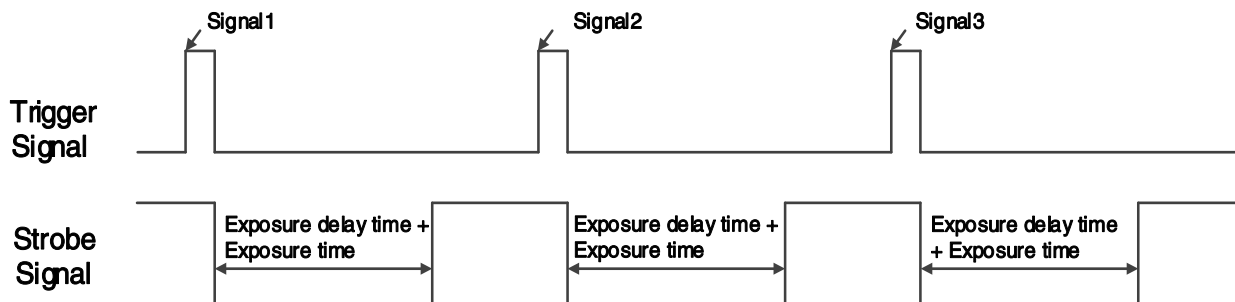 Signal1
Signal2
Signal3
Trigger
Signal
Strobe
Signal
Exposure delay time +
Exposure time
Exposure delay time +
Exposure time
Exposure delay time
+ Exposure time